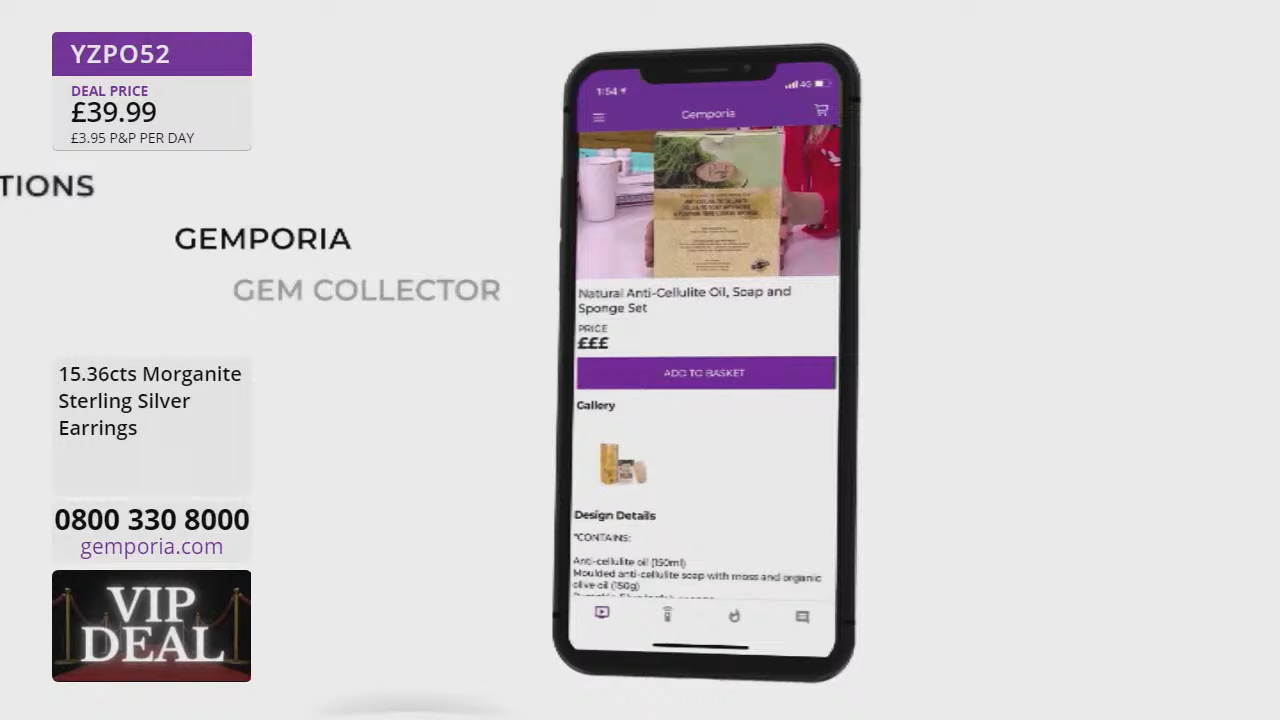 YZPO52
DEAL PRICE
£39.99
£3.95 P&P PER DAY
TIONS
GEMPORIA
GEM COLLECTOR
15.36cts Morganite
Sterling Silver
Earrings
0800 330 8000
gemporia.com
VIP
DEAL
1:54
4G
Gemporia
Natural Anti-Cellulite Oil, Soap and
Sponge Set
PRICE
£££
ADD TO BASKET
Gallery
Design Details
*CONTAINS:
Anti-cellulite oil (150ml)
Moulded anti-cellulite soap with moss and organic
olive oil (150g)